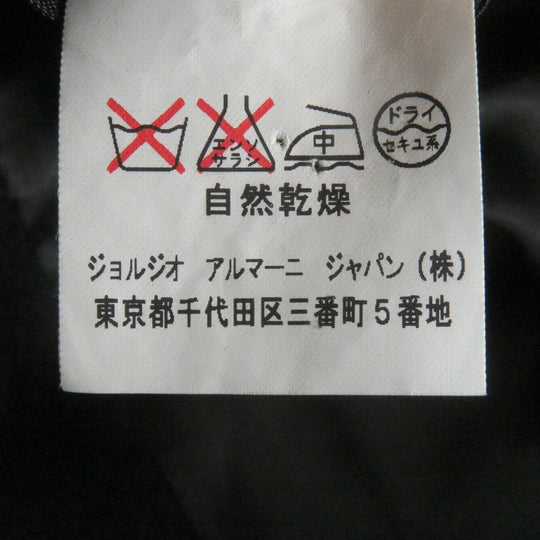 エンソ サラシ
中
ドライ
セキユ系
自然乾燥
ジョルジオ アルマーニ ジャパン（株）
東京都千代田区三番町５番地